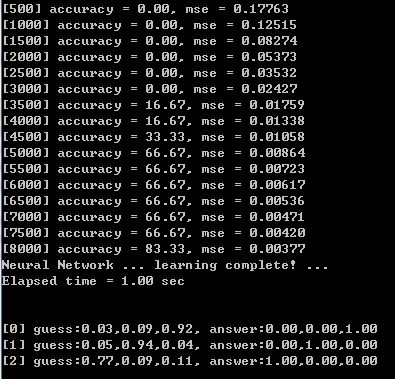 [500] accuracy = 0.00, mse = 0.17763
[1000] accuracy = 0.00, mse = 0.12515
[1500] accuracy = 0.00, mse = 0.08274
[2000] accuracy = 0.00, mse = 0.05373
[2500] accuracy = 0.00, mse = 0.03532
[3000] accuracy = 0.00, mse = 0.02427
[3500] accuracy = 16.67, mse = 0.01759
[4000] accuracy = 16.67, mse = 0.01338
[4500] accuracy = 33.33, mse = 0.01058
[5000] accuracy = 66.67, mse = 0.00864
[5500] accuracy = 66.67, mse = 0.00723
[6000] accuracy = 66.67, mse = 0.00617
[6500] accuracy = 66.67, mse = 0.00536
[7000] accuracy = 66.67, mse = 0.00471
[7500] accuracy = 66.67, mse = 0.00420
[8000] accuracy = 83.33, mse = 0.00377
Neural Network ... learning complete! ...
Elapsed time = 1.00 sec
[0] guess:0.03,0.09,0.92, answer:0.00,0.00,1.00
[1] guess:0.05,0.94,0.04, answer:0.00,1.00,0.00
[2] guess:0.77,0.09,0.11, answer:1.00,0.00,0.00